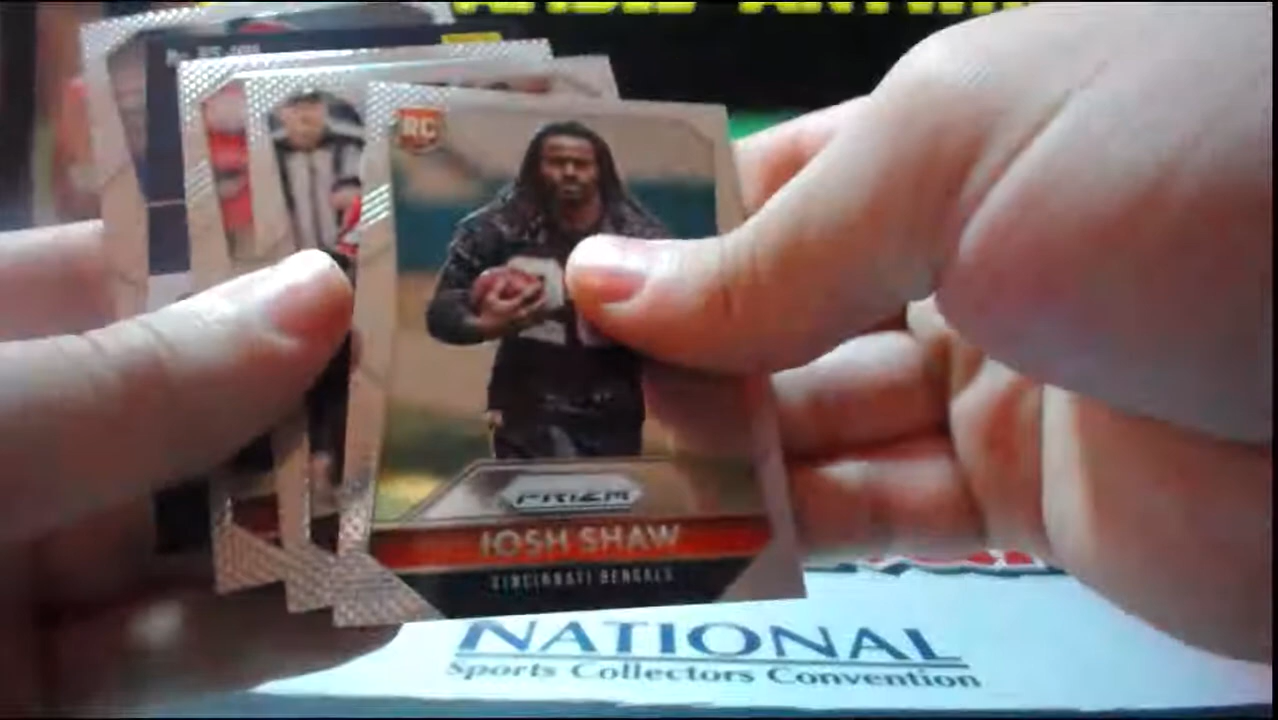 RC
PRIZM
JOSH SHAW
CINCINNATI BENGALS
NATIONAL
Sports Collectors Convention